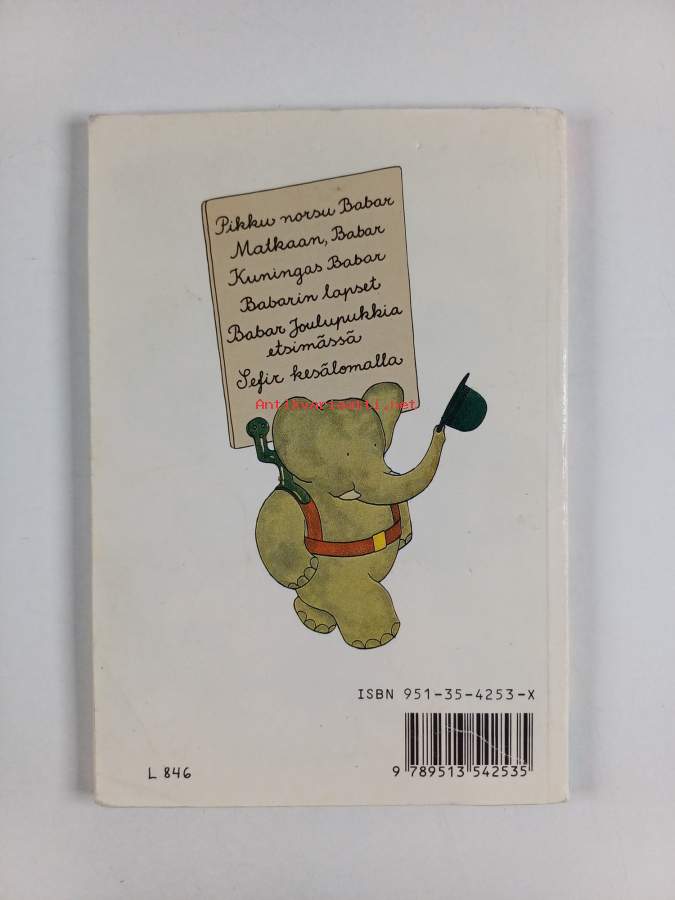 Pikku norsu Babar
Matkaan, Babar
Kuningas Babar
Babarin lapset
Babar Joulupukkia
etsimässä
Sefir kesälomalla
Antikvariaatti.net
ISBN 951-35-4253-X
9 789513 542535
L 846